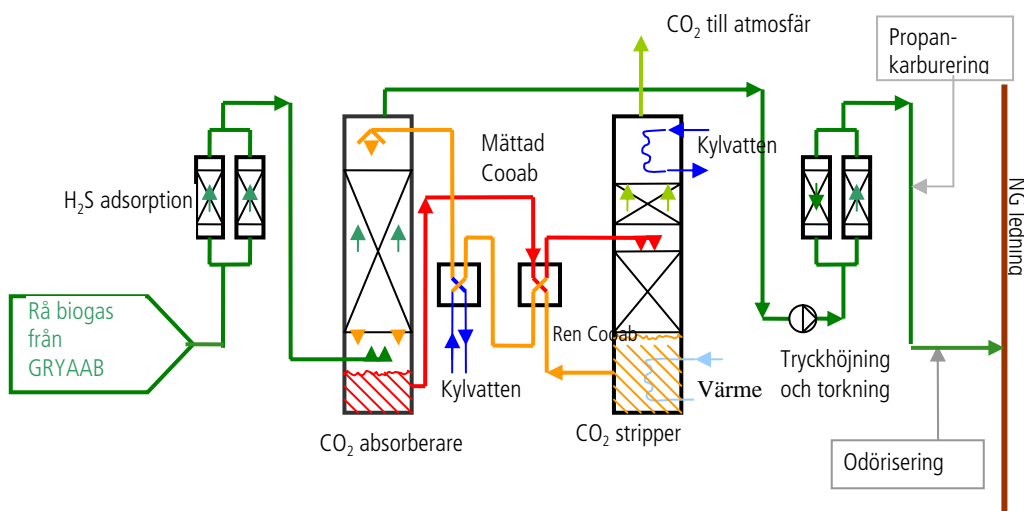 CO2 till atmosfär
Propan-
karburering
Mättad
Cooab
Kylvatten
H2S adsorption
NG ledning
Rå biogas
från
GRYAAB
Ren Cooab
Kylvatten
Värme
Tryckhöjning
och torkning
CO2 absorberare
CO2 stripper
Odörisering